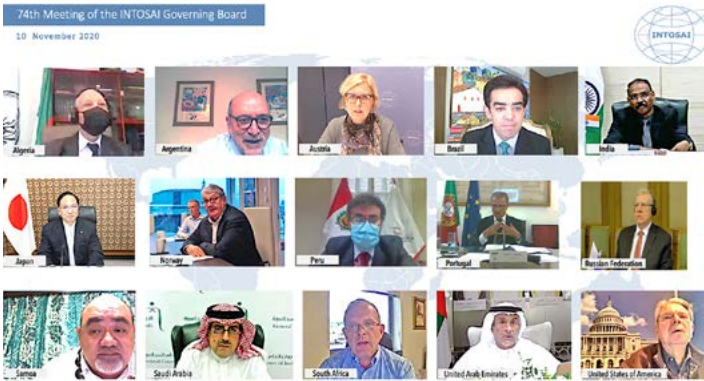 74th Meeting of the INTOSAI Governing Board
10 November 2020
INTOSAI
Algeria
Argentina
Austria
Brazil
India
Japan
Norway
Peru
Portugal
Russian Federation
Samoa
Saudi Arabia
South Africa
United Arab Emirates
United States of America